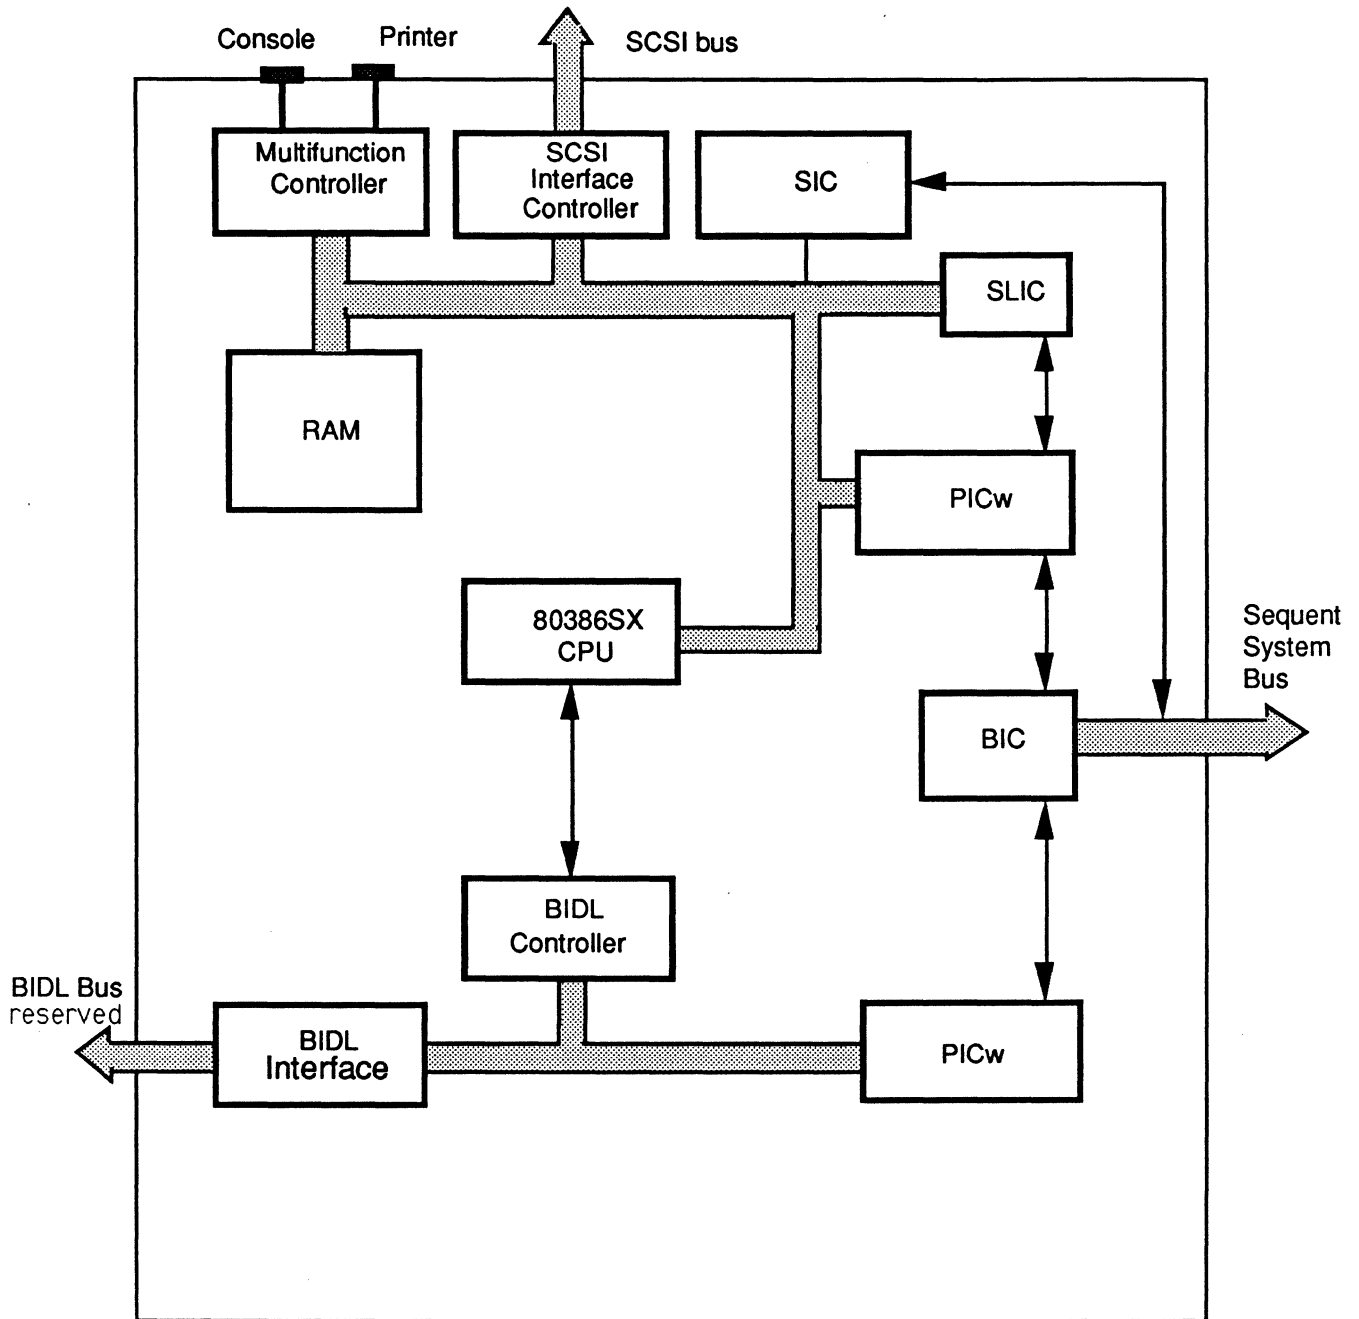 Console
Printer
SCSI bus
Multifunction
Controller
SCSI
Interface
Controller
SIC
SLIC
RAM
PICw
80386SX
CPU
Sequent
System
Bus
BIC
BIDL
Controller
BIDL Bus
reserved
BIDL
Interface
PICw